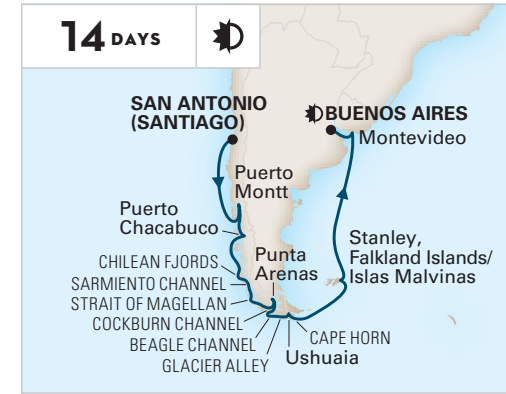 14 DAYS
SAN ANTONIO
(SANTIAGO)
BUENOS AIRES
Montevideo
Puerto
Montt
Puerto
Chacabuco
Stanley,
Falkland Islands/
Islas Malvinas
CHILEAN FJORDS
Punta
Arenas
SARMIENTO CHANNEL
STRAIT OF MAGELLAN
COCKBURN CHANNEL
BEAGLE CHANNEL
GLACIER ALLEY
CAPE HORN
Ushuaia